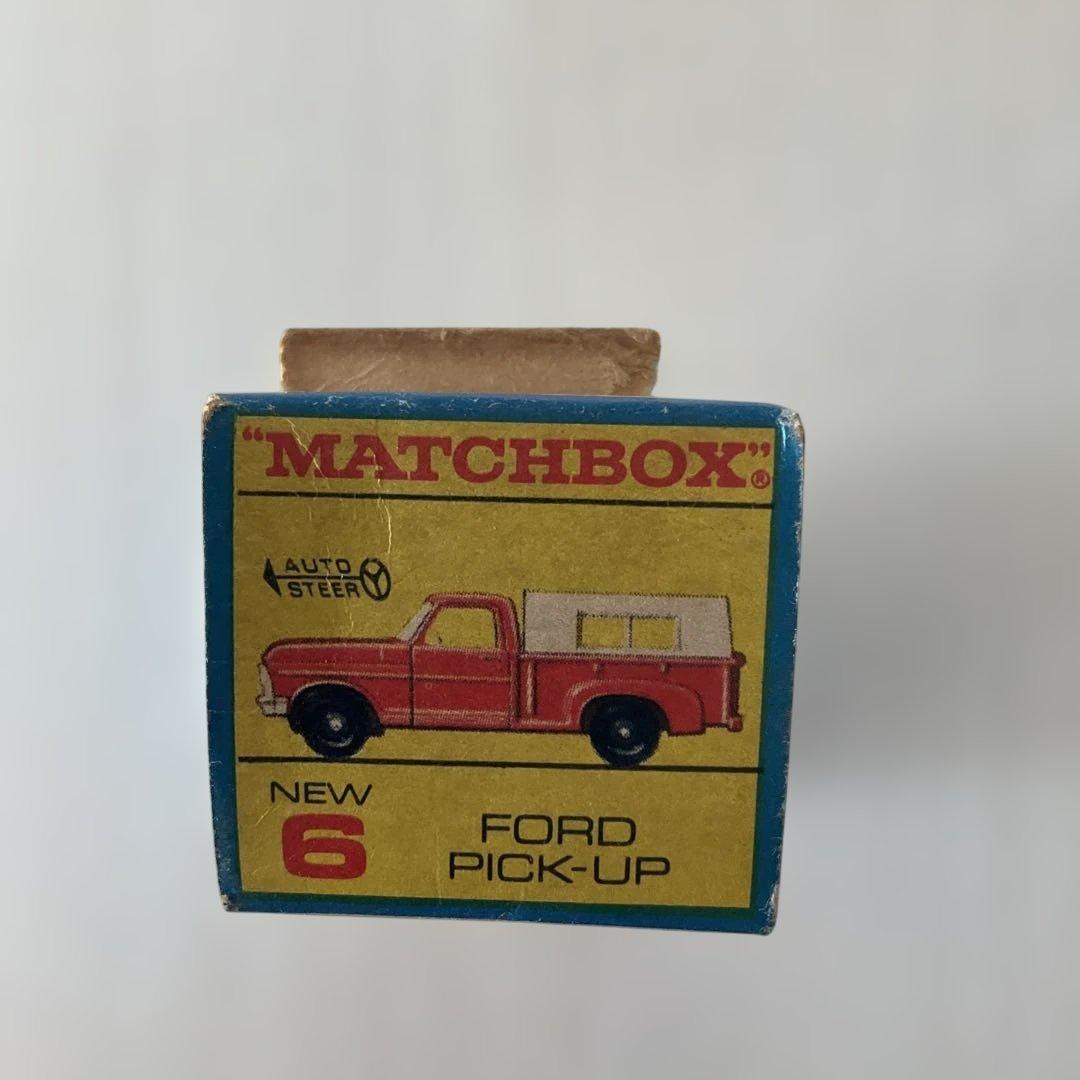 "MATCHBOX"®
AUTO
STEER
NEW
6
FORD
PICK-UP